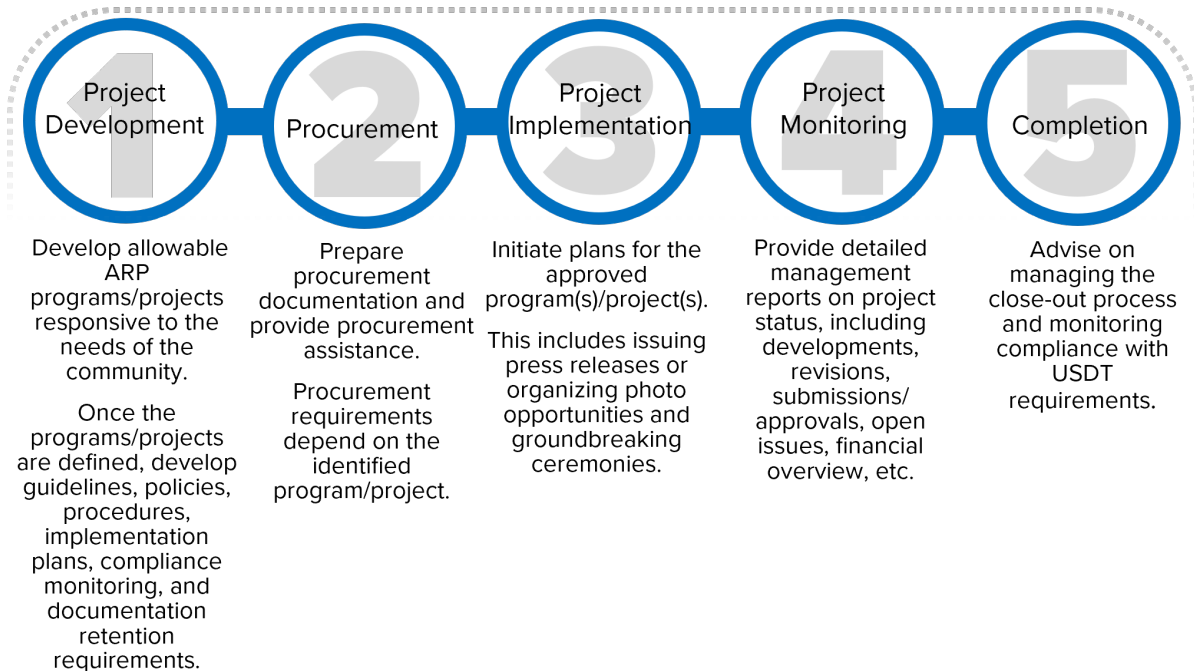 1
Project
Development
Develop allowable
ARP
programs/projects
responsive to the
needs of the
community.
Once the
programs/projects
are defined, develop
guidelines, policies,
procedures,
implementation
plans, compliance
monitoring, and
documentation
retention
requirements.
2
Procurement
Prepare
procurement
documentation and
provide procurement
assistance.
Procurement
requirements
depend on the
identified
program/project.
3
Project
Implementation
Initiate plans for the
approved
program(s)/project(s).
This includes issuing
press releases or
organizing photo
opportunities and
groundbreaking
ceremonies.
4
Project
Monitoring
Provide detailed
management
reports on project
status, including
developments,
revisions,
submissions/
approvals, open
issues, financial
overview, etc.
5
Completion
Advise on
managing the
close-out process
and monitoring
compliance with
USDT
requirements.